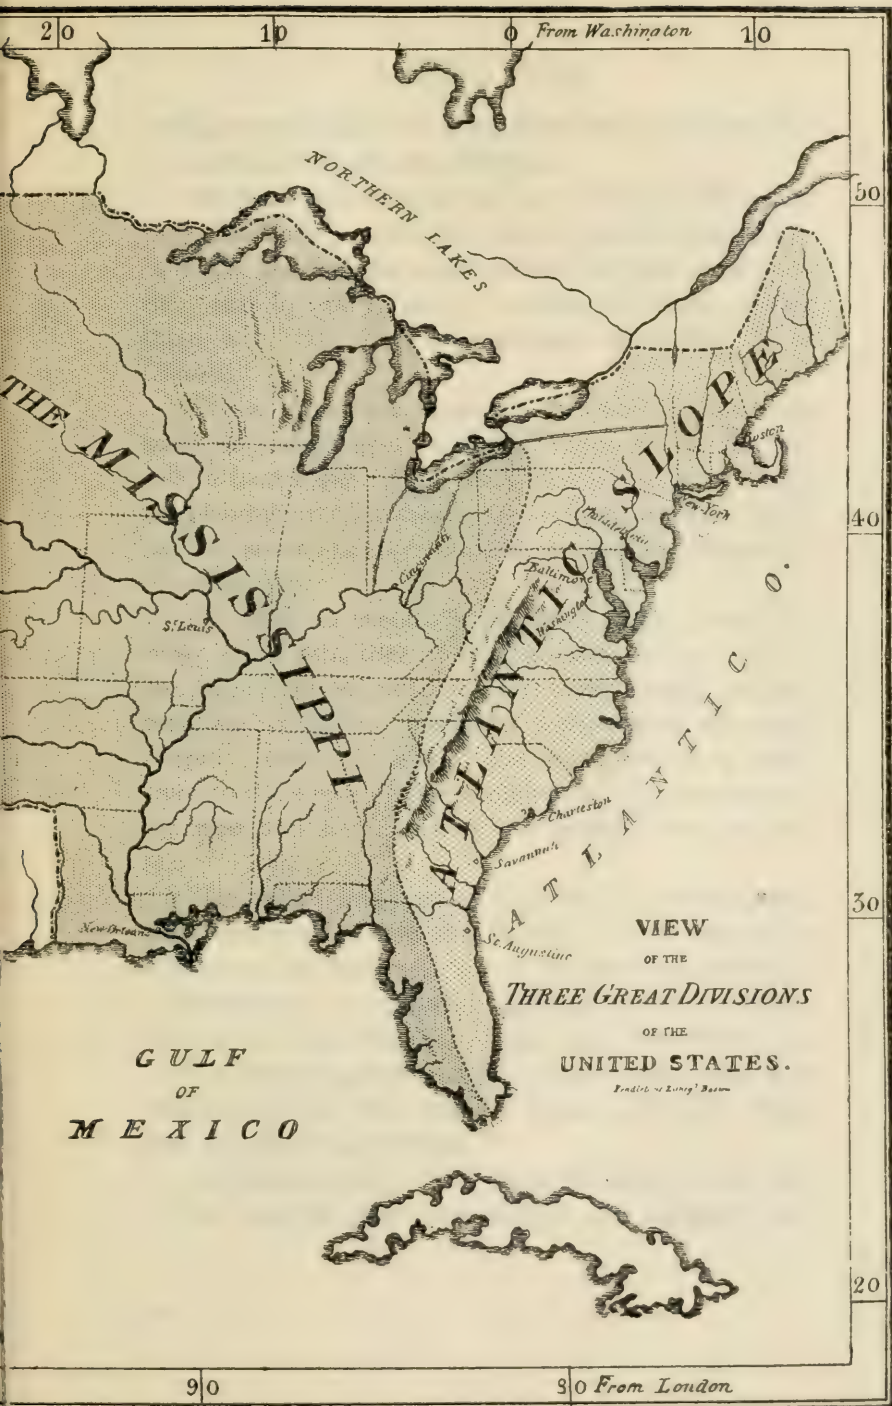 20 10 0 From Washington 10
NORTHERN LAKES
50
THE MISSISSIPPI
ATLANTIC SLOPE
Boston
New-York
40
Philadelphia
Cincinnati
Baltimore
Washington
St. Louis
ATLANTIC O.
Charleston
Savannah
30
New-Orleans
St. Augustine
VIEW
OF THE
THREE GREAT DIVISIONS
OF THE
UNITED STATES.
GULF
OF
MEXICO
20
90 80 From London